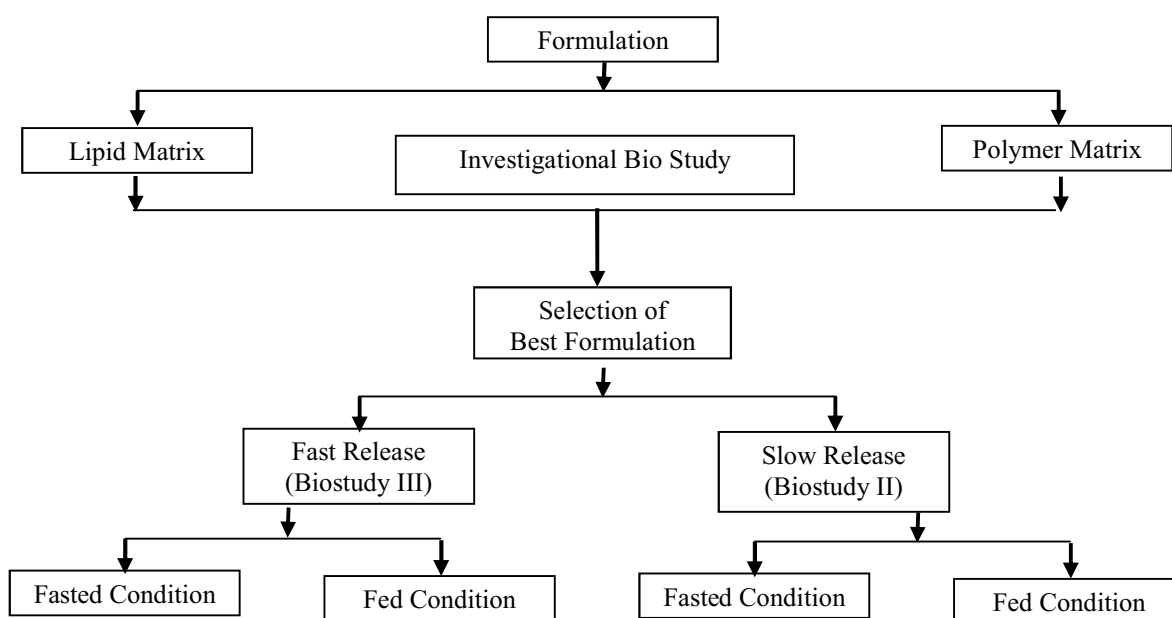 Formulation
Lipid Matrix
Investigational Bio Study
Polymer Matrix
Selection of
Best Formulation
Fast Release
(Biostudy III)
Slow Release
(Biostudy II)
Fasted Condition
Fed Condition
Fasted Condition
Fed Condition